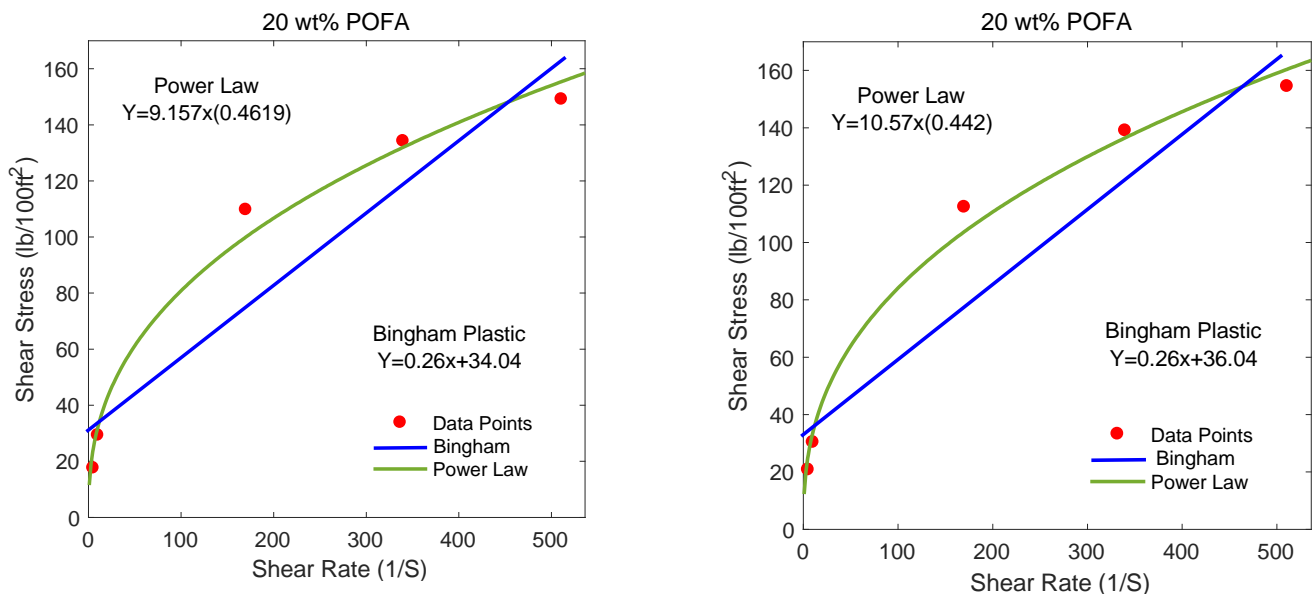 20 wt% POFA
Shear Stress (lb/100ft²)
160
140
120
100
80
60
40
20
0
Power Law
Y=9.157x(0.4619)
Bingham Plastic
Y=0.26x+34.04
Data Points
Bingham
Power Law
0 100 200 300 400 500
Shear Rate (1/S)
20 wt% POFA
Shear Stress (lb/100ft²)
160
140
120
100
80
60
40
20
0
Power Law
Y=10.57x(0.442)
Bingham Plastic
Y=0.26x+36.04
Data Points
Bingham
Power Law
0 100 200 300 400 500
Shear Rate (1/S)